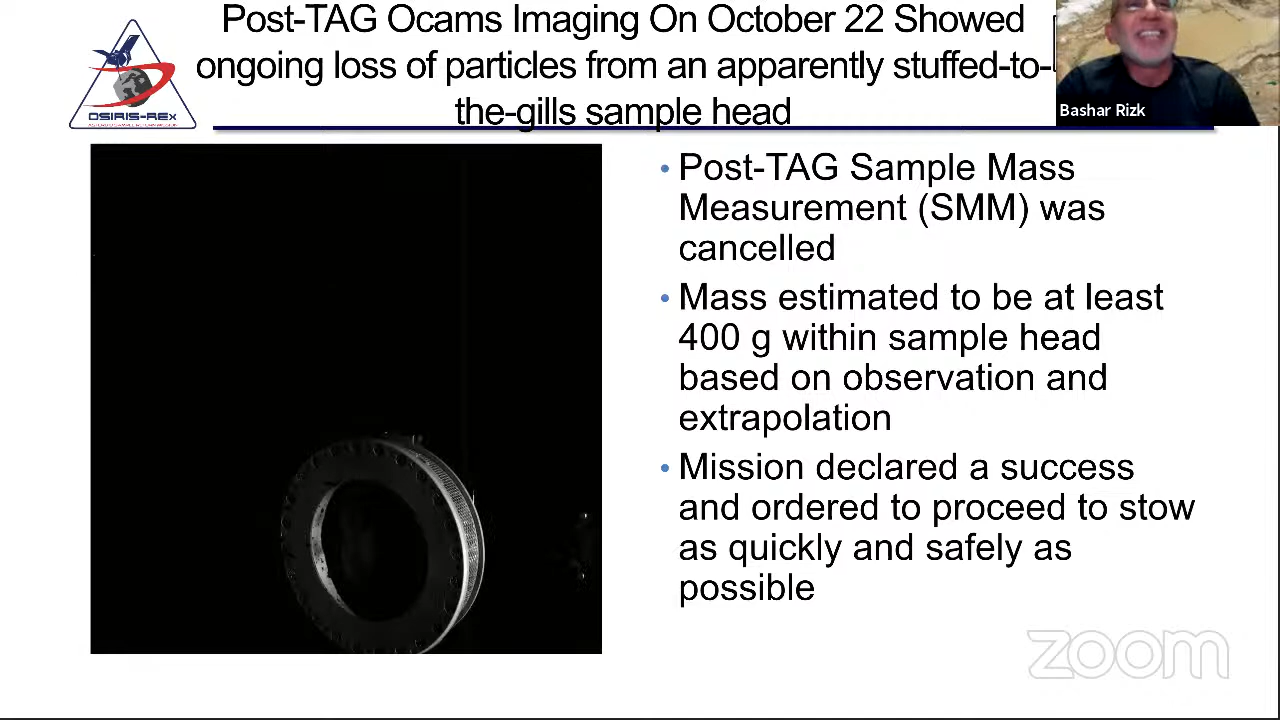 Post-TAG Ocams Imaging On October 22 Showed
ongoing loss of particles from an apparently stuffed-to-
the-gills sample head
OSIRIS-REx
Bashar Rizk
• Post-TAG Sample Mass
Measurement (SMM) was
cancelled
• Mass estimated to be at least
400 g within sample head
based on observation and
extrapolation
• Mission declared a success
and ordered to proceed to stow
as quickly and safely as
possible
zoom